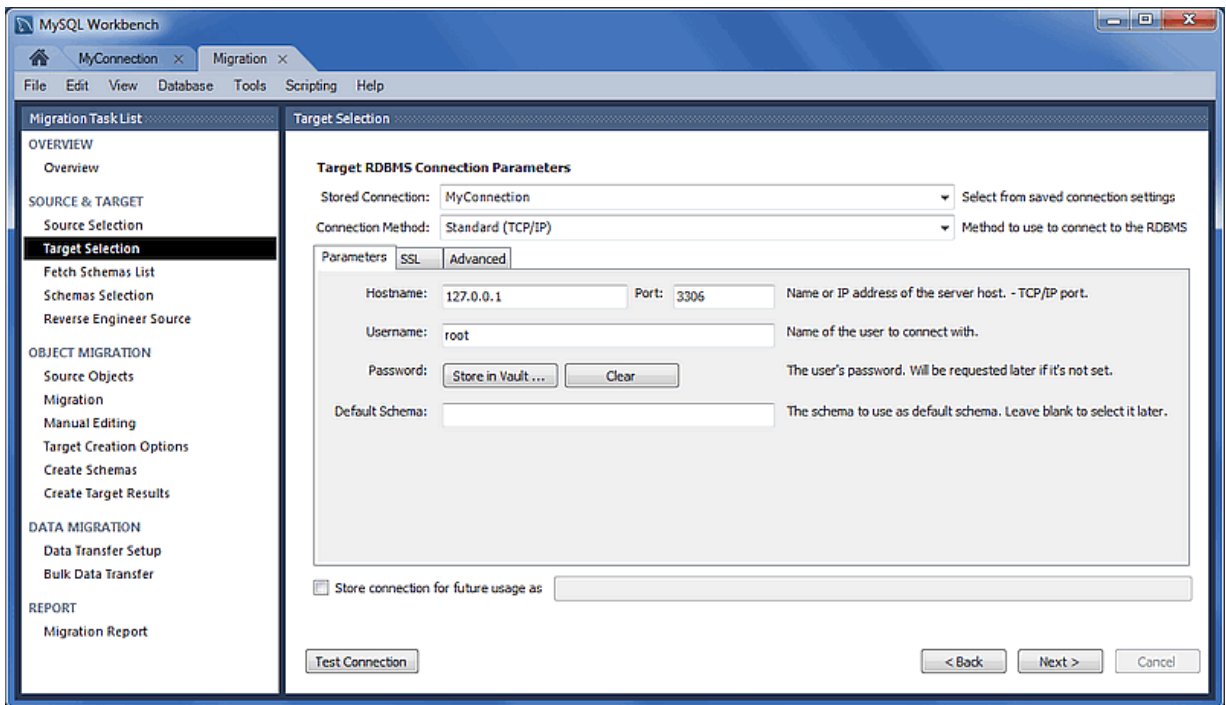 MySQL Workbench
MyConnection
Migration
File Edit View Database Tools Scripting Help
Migration Task List
OVERVIEW
Overview
SOURCE & TARGET
Source Selection
Target Selection
Fetch Schemas List
Schemas Selection
Reverse Engineer Source
OBJECT MIGRATION
Source Objects
Migration
Manual Editing
Target Creation Options
Create Schemas
Create Target Results
DATA MIGRATION
Data Transfer Setup
Bulk Data Transfer
REPORT
Migration Report
Target Selection
Target RDBMS Connection Parameters
Stored Connection: MyConnection Select from saved connection settings
Connection Method: Standard (TCP/IP) Method to use to connect to the RDBMS
Parameters SSL Advanced
Hostname: 127.0.0.1 Port: 3306 Name or IP address of the server host. - TCP/IP port.
Username: root Name of the user to connect with.
Password: Store in Vault ... Clear The user's password. Will be requested later if it's not set.
Default Schema: The schema to use as default schema. Leave blank to select it later.
Store connection for future usage as
Test Connection < Back Next > Cancel